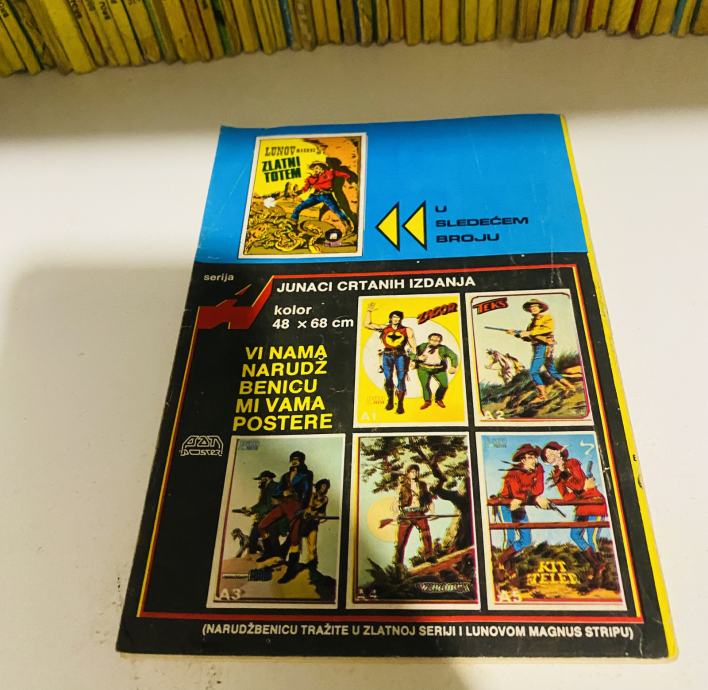 LUNOV MAGNUS
ZLATNI
TOTEM
U
SLEDEĆEM
BROJU
serija
JUNACI CRTANIH IZDANJA
kolor
48 x 68 cm
VI NAMA
NARUDŽ
BENICU
MI VAMA
POSTERE
ZAGOR
A1
TEKS
A2
A3
A4
KIT
TELER
A5
(NARUDŽBENICU TRAŽITE U ZLATNOJ SERIJI I LUNOVOM MAGNUS STRIPU)